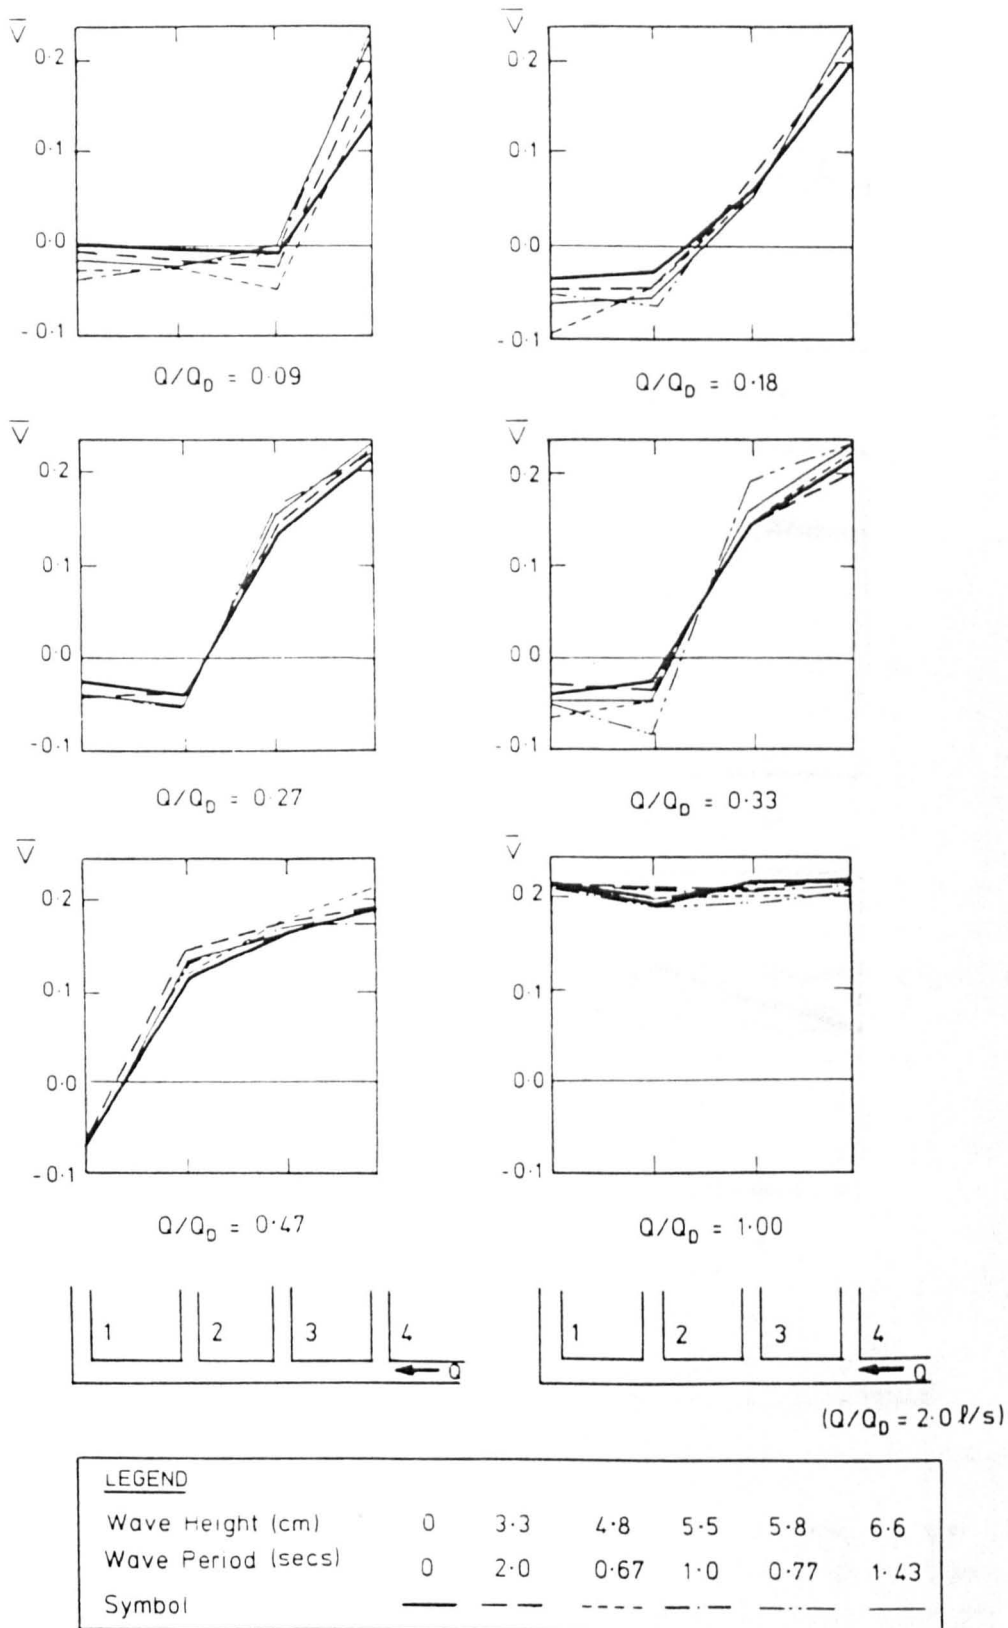 V̅ V̅
0·2 0·2
0·1 0·1
0·0 0·0
-0·1 -0·1
Q/Q_D = 0·09 Q/Q_D = 0·18
V̅ V̅
0·2 0·2
0·1 0·1
0·0 0·0
-0·1 -0·1
Q/Q_D = 0·27 Q/Q_D = 0·33
V̅ V̅
0·2 0·2
0·1 0·1
0·0 0·0
-0·1 -0·1
Q/Q_D = 0·47 Q/Q_D = 1·00
1 2 3 4 1 2 3 4
Q Q
(Q/Q_D = 2·0 ℓ/s)
LEGEND
Wave Height (cm) 0 3·3 4·8 5·5 5·8 6·6
Wave Period (secs) 0 2·0 0·67 1·0 0·77 1·43
Symbol